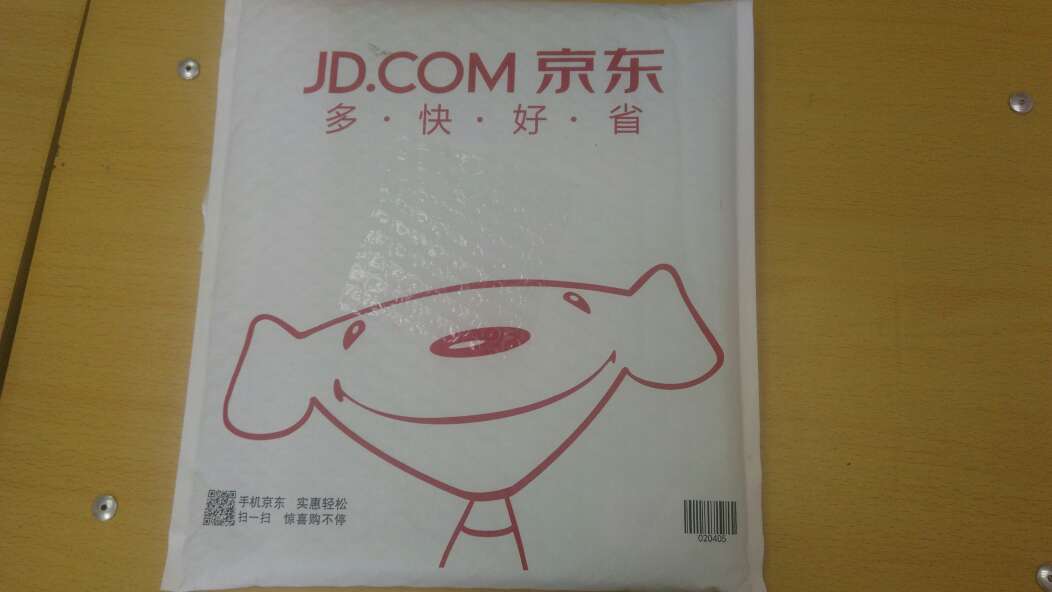 JD.COM 京东
多·快·好·省
手机京东 实惠轻松
扫一扫 惊喜购不停
020405